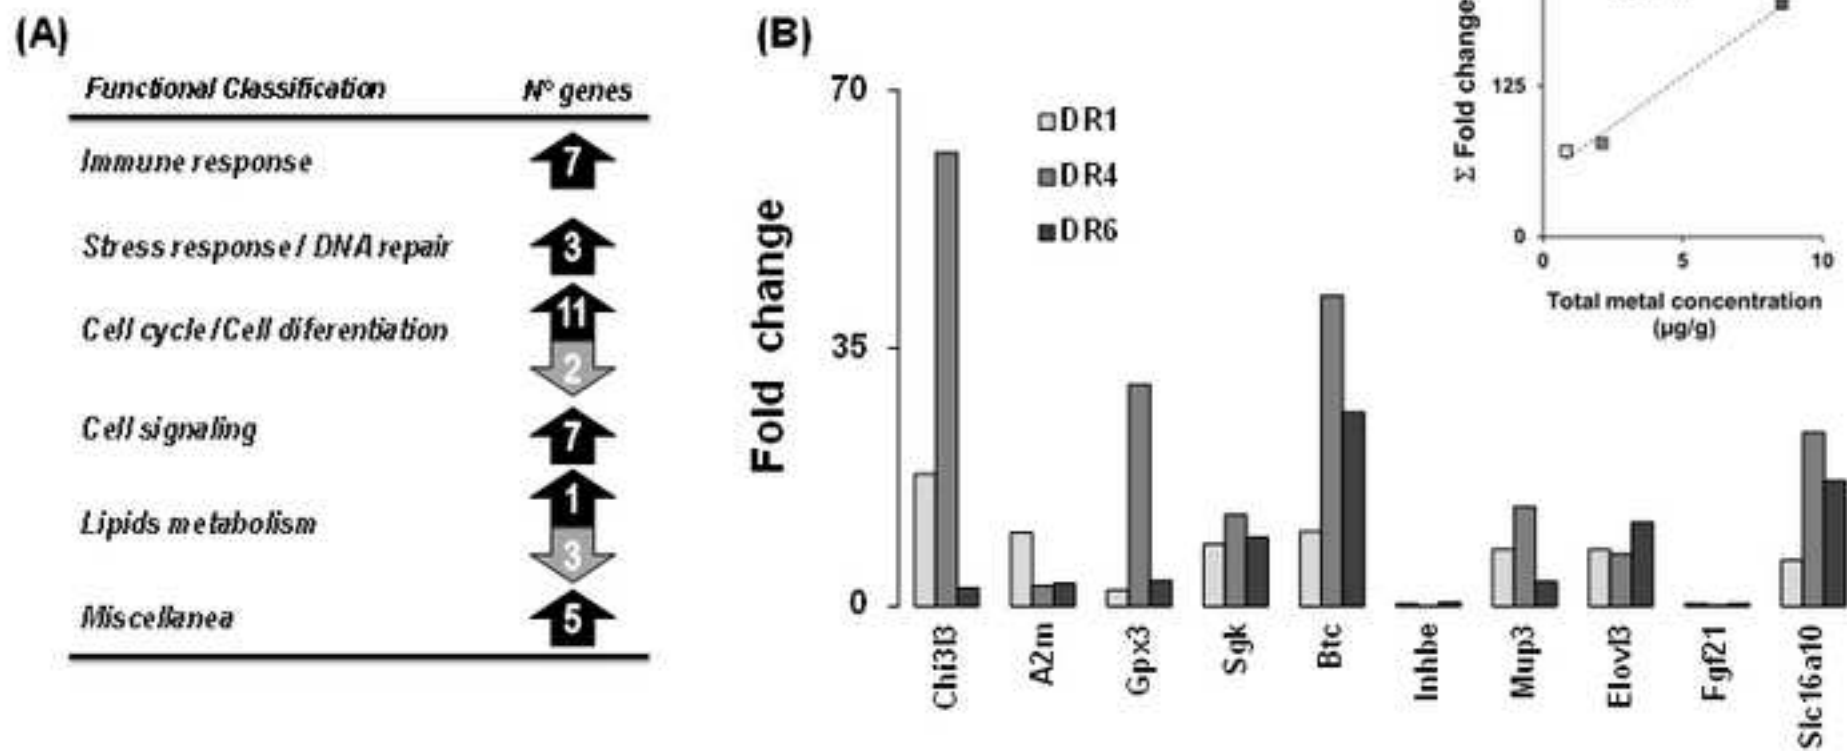 (A)
Functional Classification N° genes
Immune response 7
Stress response / DNA repair 3
Cell cycle/Cell diferentiation 11
2
Cell signaling 7
Lipids metabolism 1
3
Miscellanea 5
(B)
70
35
0
Fold change
DR1
DR4
DR6
Chi3l3
A2m
Gpx3
Sgk
Btc
Inhbe
Mup3
Elovl3
Fgf21
Slc16a10
Σ Fold change
125
0
0 5 10
Total metal concentration
(µg/g)